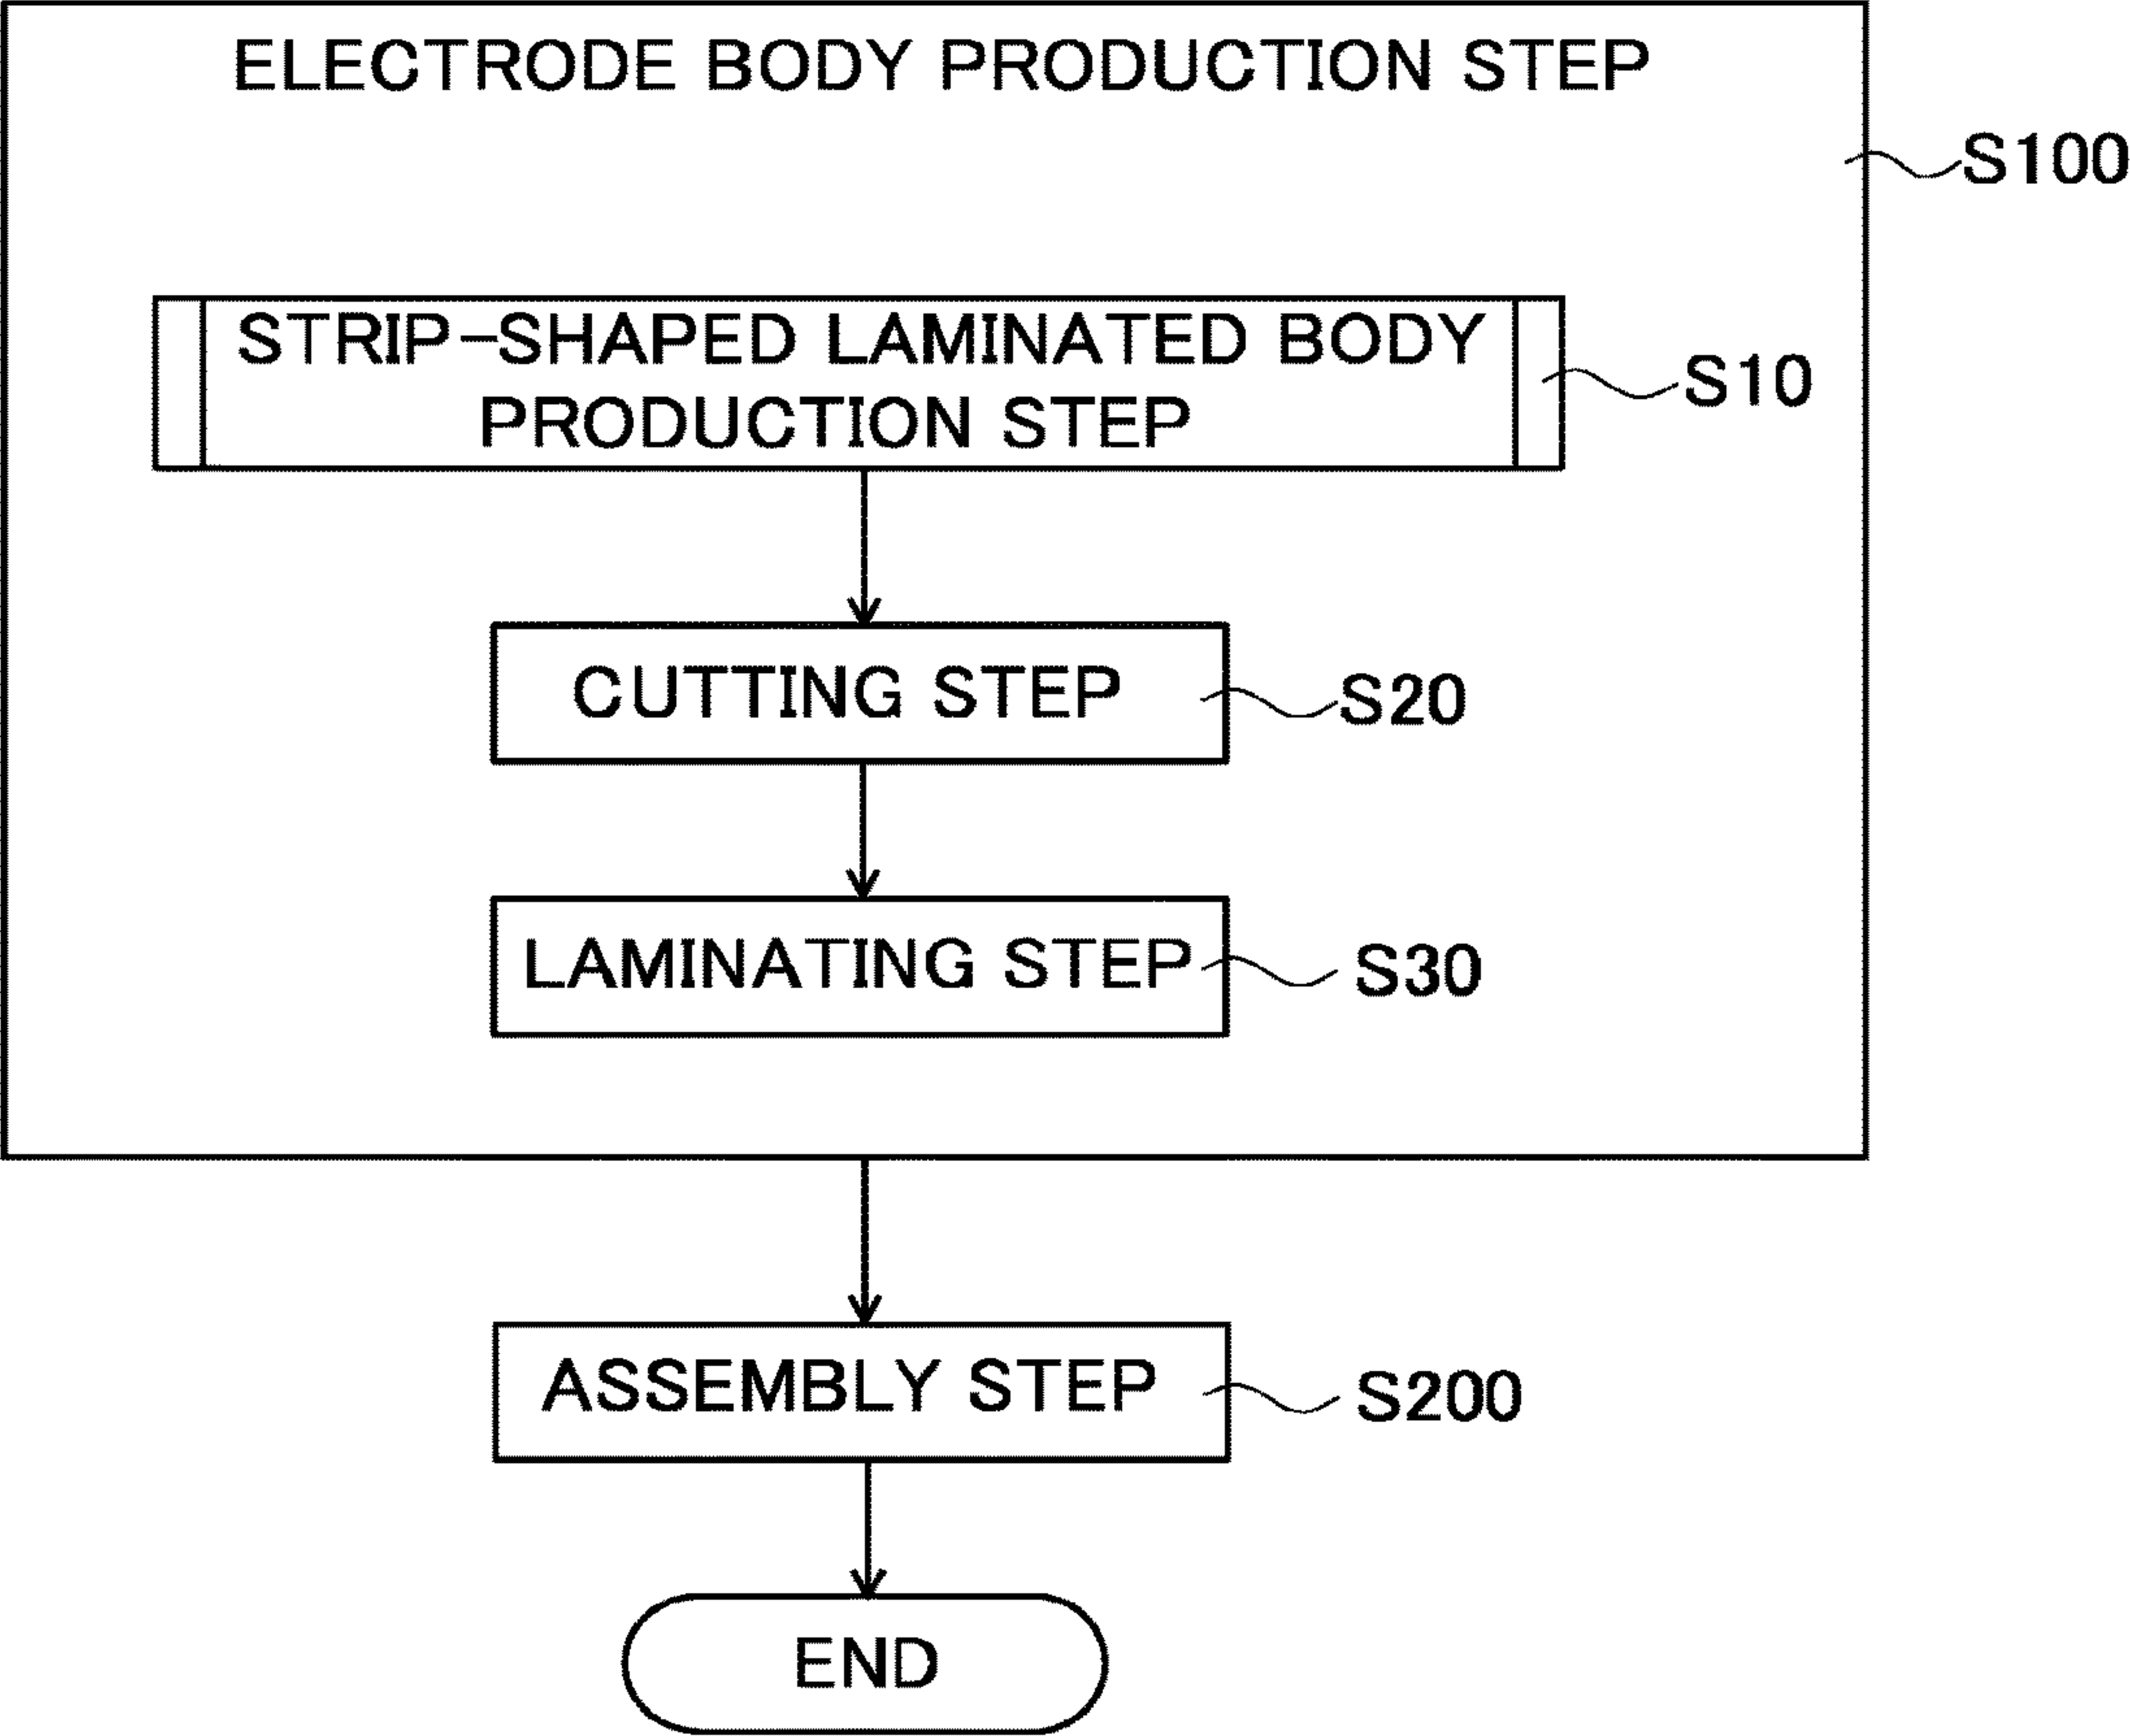 ELECTRODE BODY PRODUCTION STEP
S100
STRIP-SHAPED LAMINATED BODY
PRODUCTION STEP
S10
CUTTING STEP
S20
LAMINATING STEP
S30
ASSEMBLY STEP
S200
END